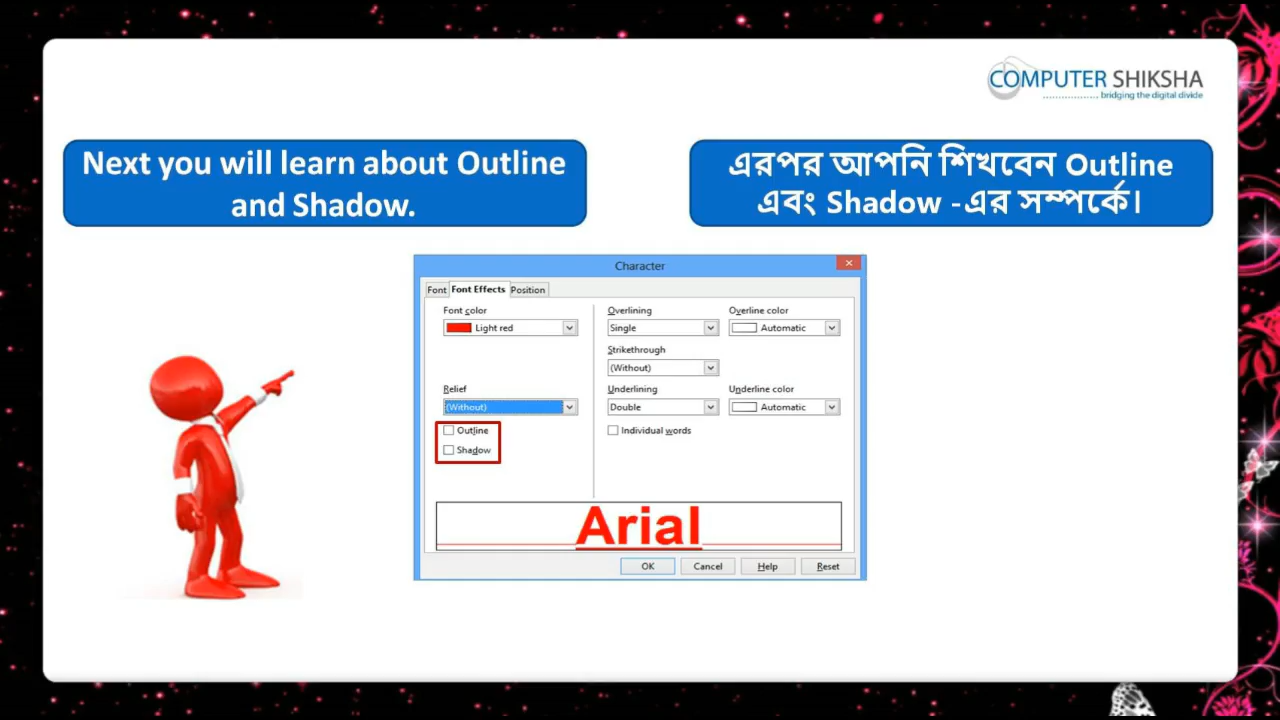 COMPUTER SHIKSHA
bridging the digital divide
Next you will learn about Outline
and Shadow.
এরপর আপনি শিখবেন Outline
এবং Shadow -এর সম্পর্কে।
Character
Font Font Effects Position
Font color
Overlining
Overline color
Light red
Single
Automatic
Strikethrough
(Without)
Relief
Underlining
Underline color
(Without)
Double
Automatic
Outline
Individual words
Shadow
Arial
OK Cancel Help Reset